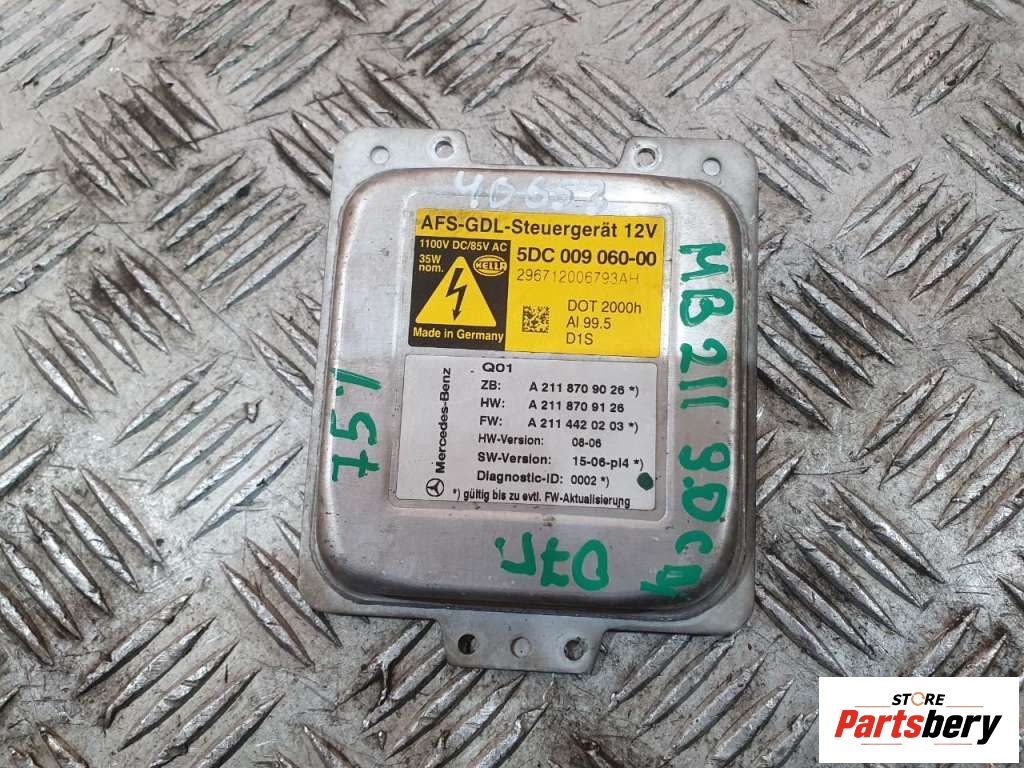 40653
AFS-GDL-Steuergerät 12V
1100V DC/85V AC
35W
nom.
HELLA
5DC 009 060-00
296712006793AH
DOT 2000h
Al 99.5
D1S
Made in Germany
Mercedes-Benz
Q01
ZB: A 211 870 90 26 *)
HW: A 211 870 91 26
FW: A 211 442 02 03 *)
HW-Version: 08-06
SW-Version: 15-06-pl4 *)
Diagnostic-ID: 0002 *)
*) gültig bis zu evtl. FW-Aktualisierung
MB 211
STORE
Partsbery